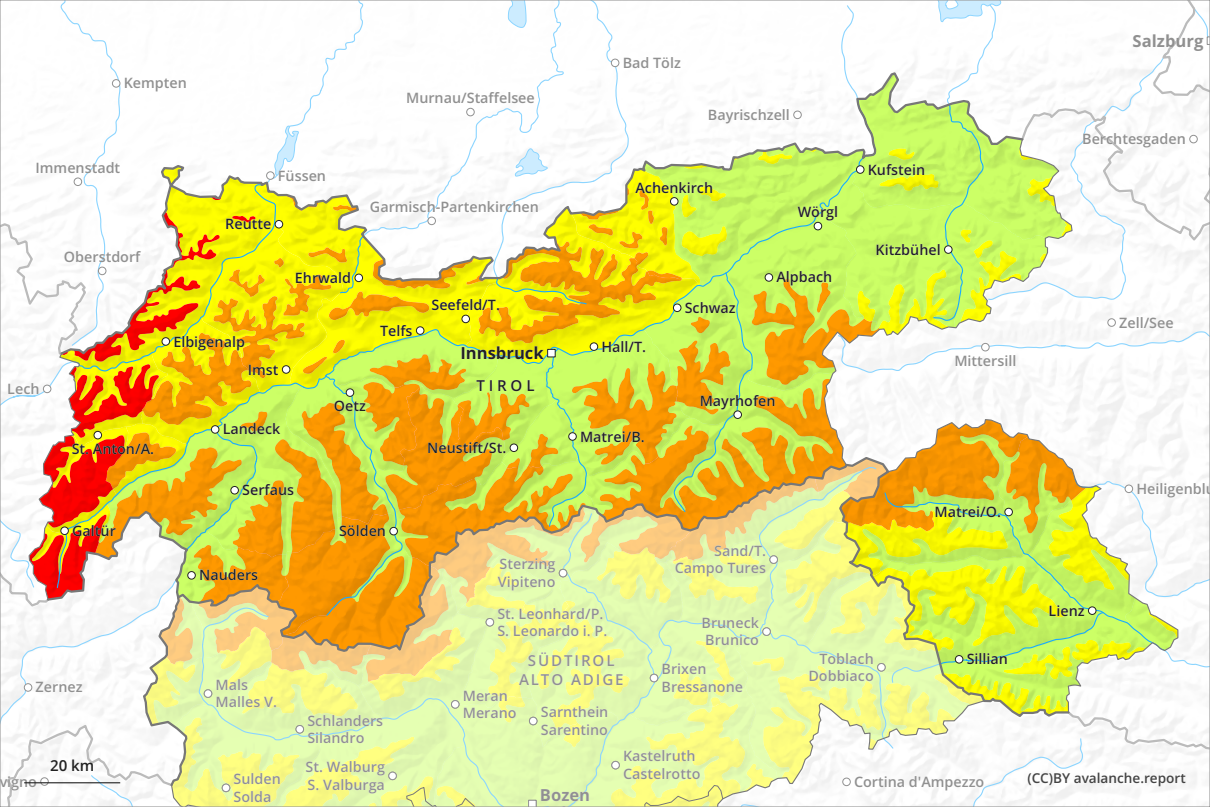 Salzburg
Bad Tölz
Kempten
Murnau/Staffelsee
Bayrischzell
Berchtesgaden
Immenstadt
Füssen
Kufstein
Achenkirch
Garmisch-Partenkirchen
Wörgl
Reutte
Kitzbühel
Oberstdorf
Ehrwald
Alpbach
Seefeld/T.
Schwaz
Zell/See
Telfs
Elbigenalp
Innsbruck
Hall/T.
Mittersill
Imst
TIROL
Lech
Oetz
Mayrhofen
Landeck
Matrei/B.
St. Anton/A.
Neustift/St.
Serfaus
Heiligenblu
Matrei/O.
Galtür
Sölden
Sand/T.
Campo Tures
Sterzing
Vipiteno
Nauders
Lienz
St. Leonhard/P.
S. Leonardo i. P.
Bruneck
Brunico
Sillian
SÜDTIROL
ALTO ADIGE
Toblach
Dobbiaco
Brixen
Bressanone
Zernez
Mals
Malles V.
Meran
Merano
Sarnthein
Sarentino
Schlanders
Silandro
Kastelruth
Castelrotto
St. Walburg
S. Valburga
20 km
vigno
Sulden
Solda
Cortina d'Ampezzo
(CC)BY avalanche.report
Bozen